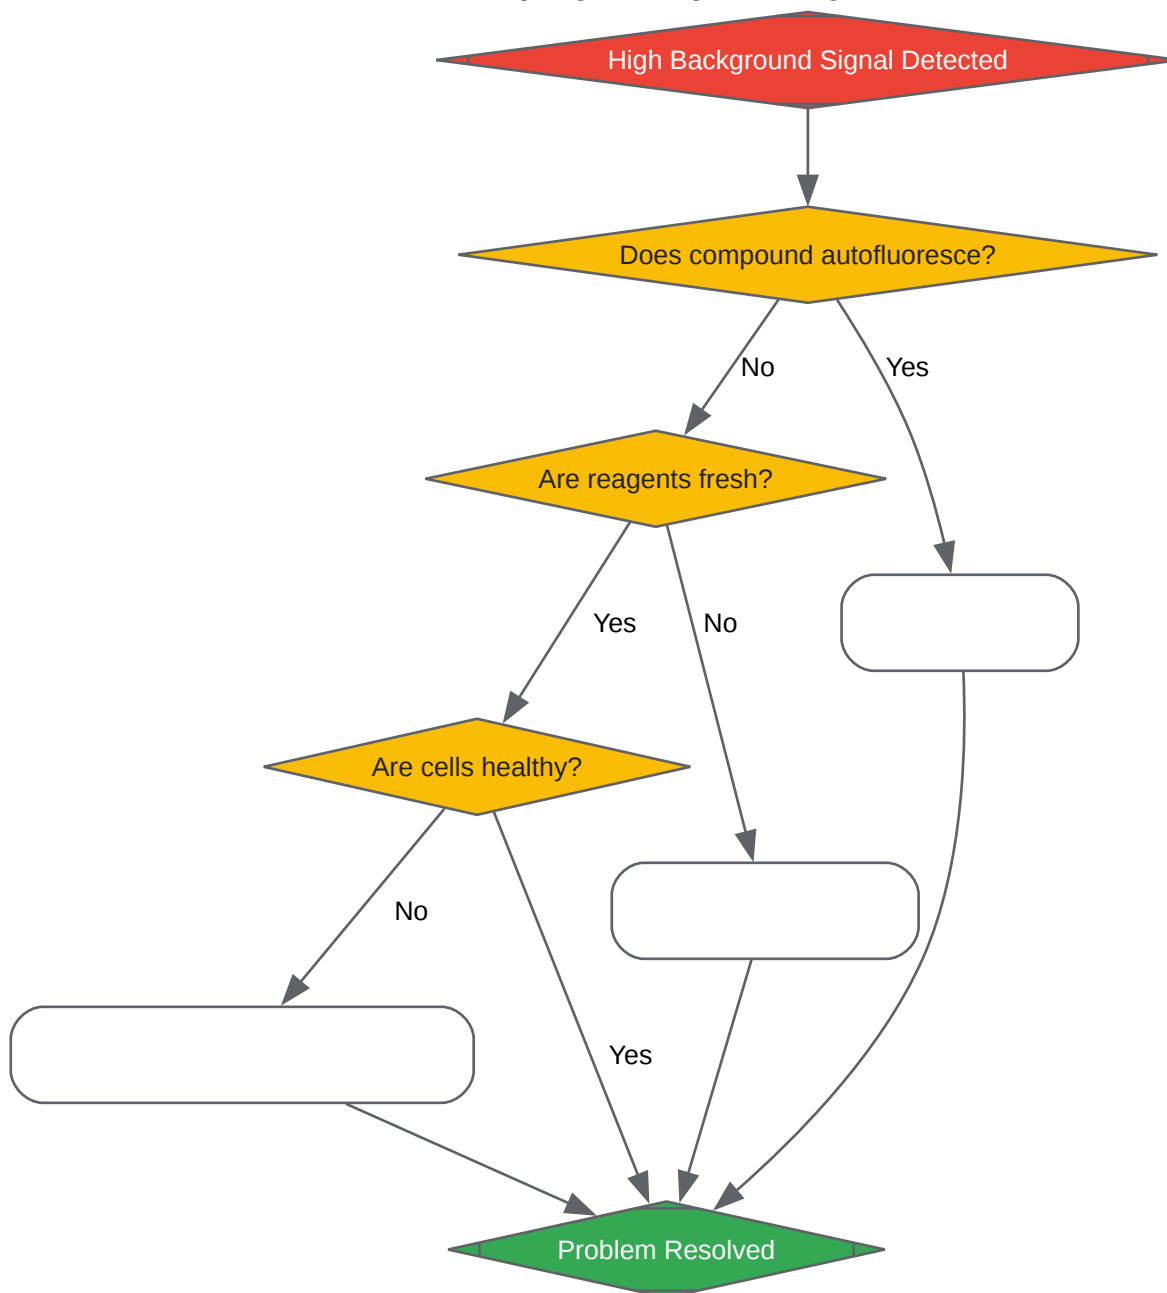 High Background Signal Detected
Does compound autofluoresce?
No
Yes
Are reagents fresh?
Yes
No
Are cells healthy?
No
Yes
Problem Resolved